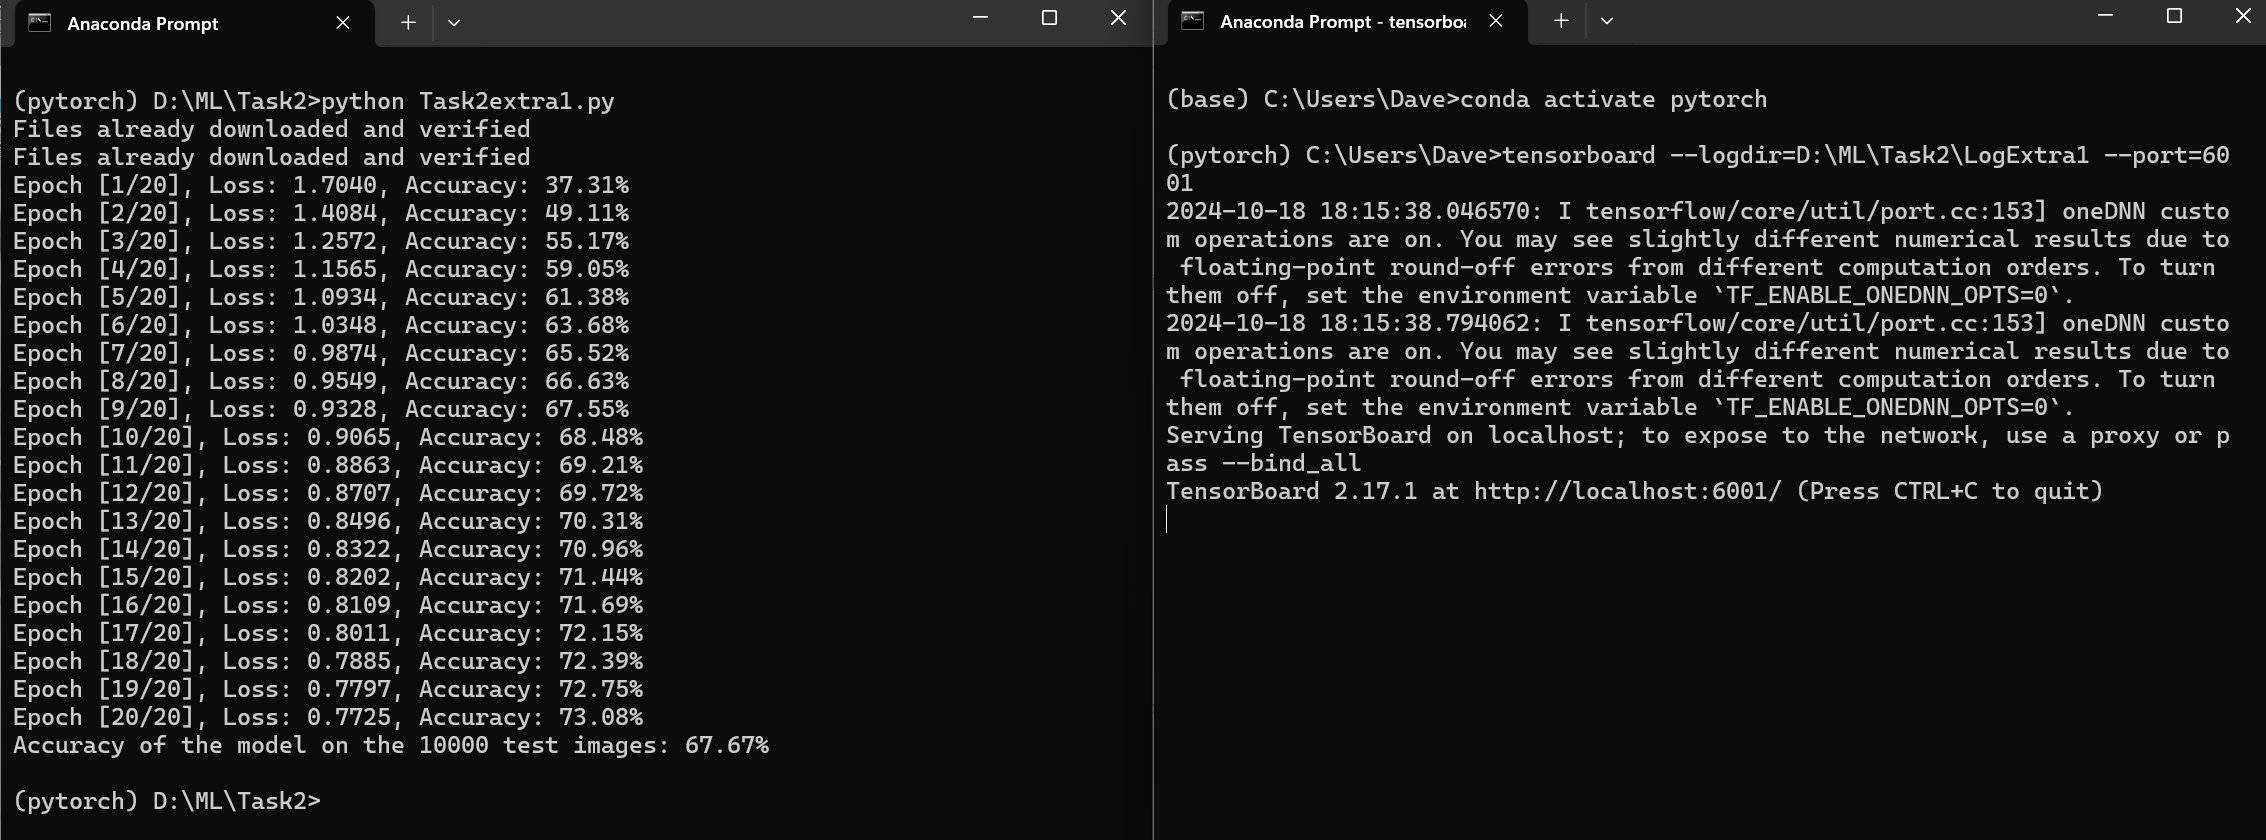 Anaconda Prompt
(pytorch) D:\ML\Task2>python Task2extra1.py
Files already downloaded and verified
Files already downloaded and verified
Epoch [1/20], Loss: 1.7040, Accuracy: 37.31%
Epoch [2/20], Loss: 1.4084, Accuracy: 49.11%
Epoch [3/20], Loss: 1.2572, Accuracy: 55.17%
Epoch [4/20], Loss: 1.1565, Accuracy: 59.05%
Epoch [5/20], Loss: 1.0934, Accuracy: 61.38%
Epoch [6/20], Loss: 1.0348, Accuracy: 63.68%
Epoch [7/20], Loss: 0.9874, Accuracy: 65.52%
Epoch [8/20], Loss: 0.9549, Accuracy: 66.63%
Epoch [9/20], Loss: 0.9328, Accuracy: 67.55%
Epoch [10/20], Loss: 0.9065, Accuracy: 68.48%
Epoch [11/20], Loss: 0.8863, Accuracy: 69.21%
Epoch [12/20], Loss: 0.8707, Accuracy: 69.72%
Epoch [13/20], Loss: 0.8496, Accuracy: 70.31%
Epoch [14/20], Loss: 0.8322, Accuracy: 70.96%
Epoch [15/20], Loss: 0.8202, Accuracy: 71.44%
Epoch [16/20], Loss: 0.8109, Accuracy: 71.69%
Epoch [17/20], Loss: 0.8011, Accuracy: 72.15%
Epoch [18/20], Loss: 0.7885, Accuracy: 72.39%
Epoch [19/20], Loss: 0.7797, Accuracy: 72.75%
Epoch [20/20], Loss: 0.7725, Accuracy: 73.08%
Accuracy of the model on the 10000 test images: 67.67%
(pytorch) D:\ML\Task2>
Anaconda Prompt - tensorboa
(base) C:\Users\Dave>conda activate pytorch
(pytorch) C:\Users\Dave>tensorboard --logdir=D:\ML\Task2\LogExtra1 --port=60
01
2024-10-18 18:15:38.046570: I tensorflow/core/util/port.cc:153] oneDNN custo
m operations are on. You may see slightly different numerical results due to
floating-point round-off errors from different computation orders. To turn
them off, set the environment variable `TF_ENABLE_ONEDNN_OPTS=0`.
2024-10-18 18:15:38.794062: I tensorflow/core/util/port.cc:153] oneDNN custo
m operations are on. You may see slightly different numerical results due to
floating-point round-off errors from different computation orders. To turn
them off, set the environment variable `TF_ENABLE_ONEDNN_OPTS=0`.
Serving TensorBoard on localhost; to expose to the network, use a proxy or p
ass --bind_all
TensorBoard 2.17.1 at http://localhost:6001/ (Press CTRL+C to quit)